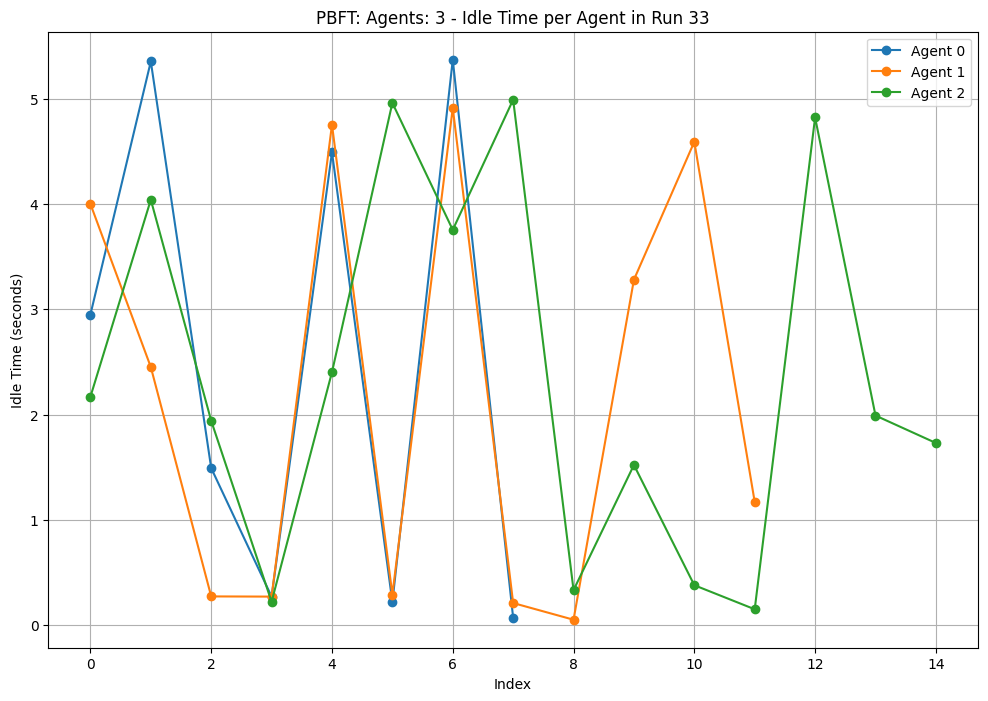 PBFT: Agents: 3 - Idle Time per Agent in Run 33
Agent 0
Agent 1
Agent 2
Idle Time (seconds)
5
4
3
2
1
0
0 2 4 6 8 10 12 14
Index